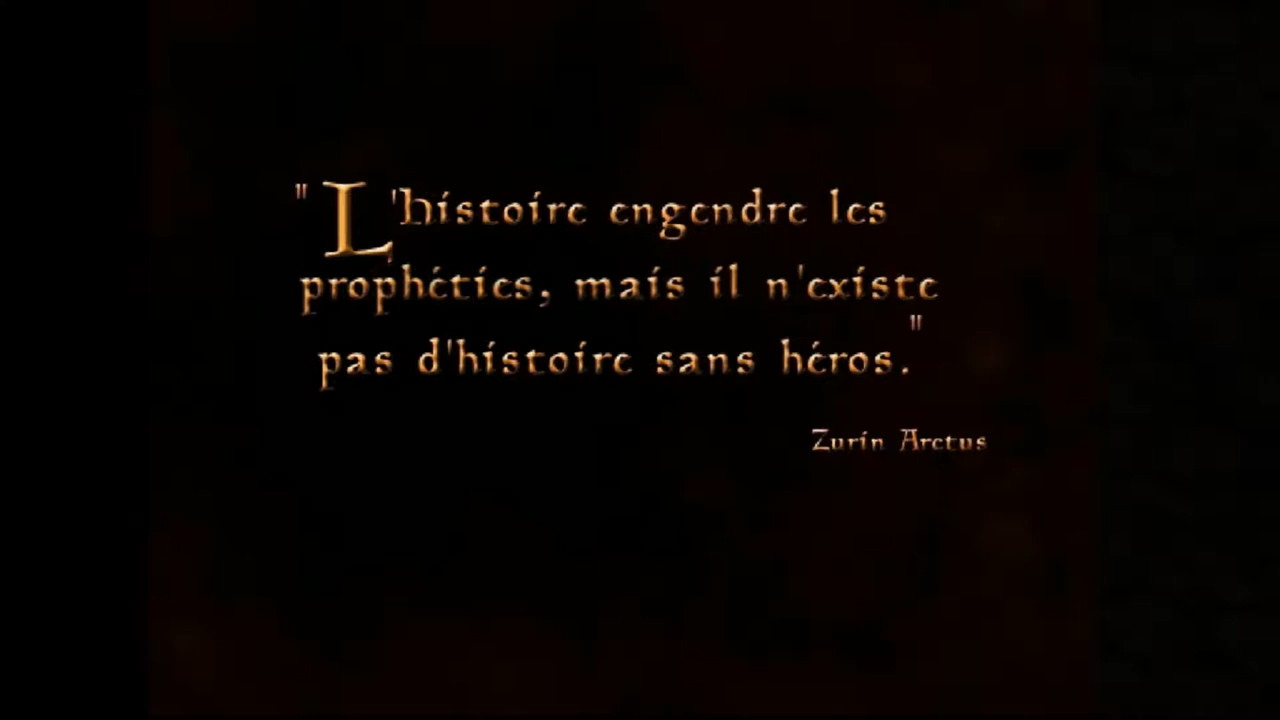 "L'histoire engendre les
prophéties, mais il n'existe
pas d'histoire sans héros."
Zurin Arctus